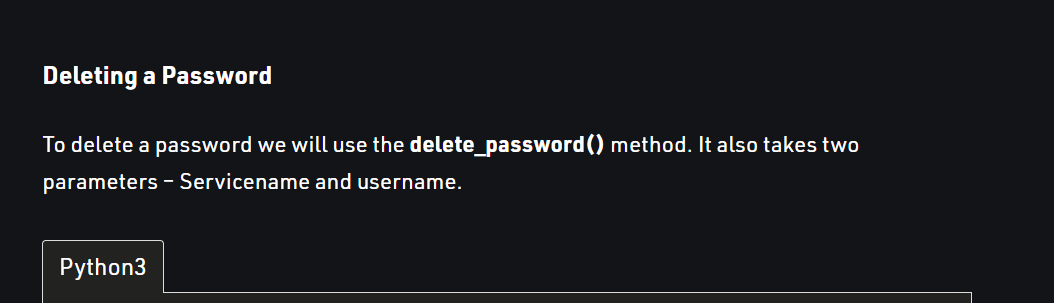 Deleting a Password
To delete a password we will use the delete_password() method. It also takes two
parameters – Servicename and username.
Python3